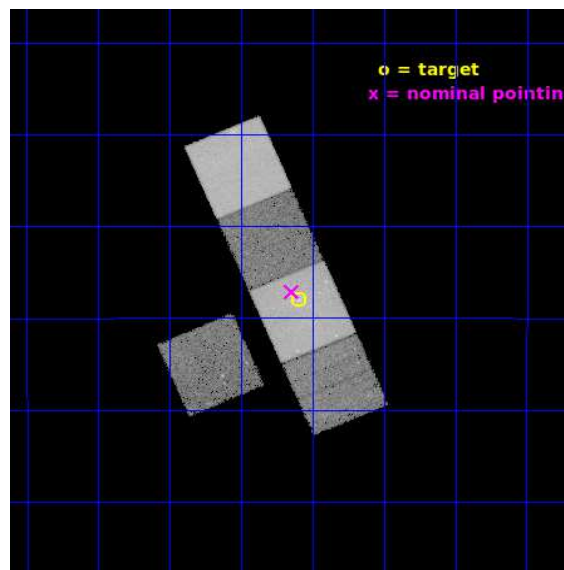 o = target
x = nominal pointin